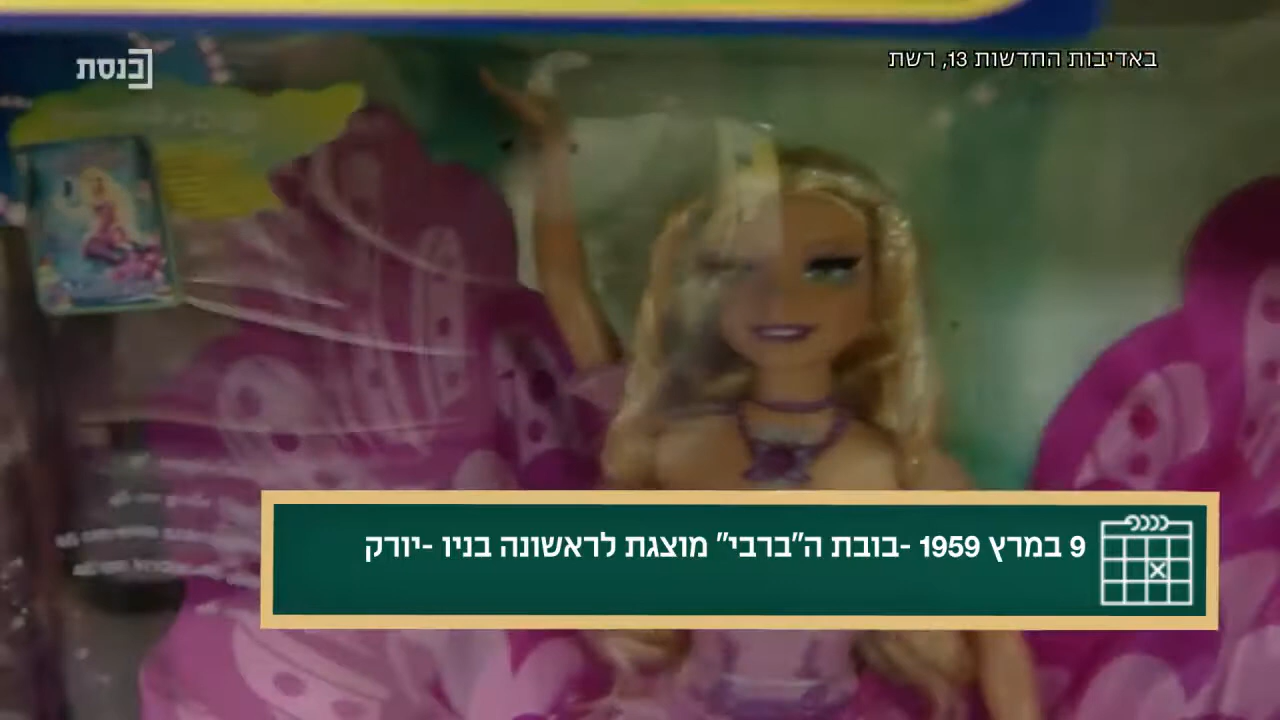 כנסת
באדיבות החדשות 13, רשת
9 במרץ 1959 -בובת ה"ברבי" מוצגת לראשונה בניו -יורק